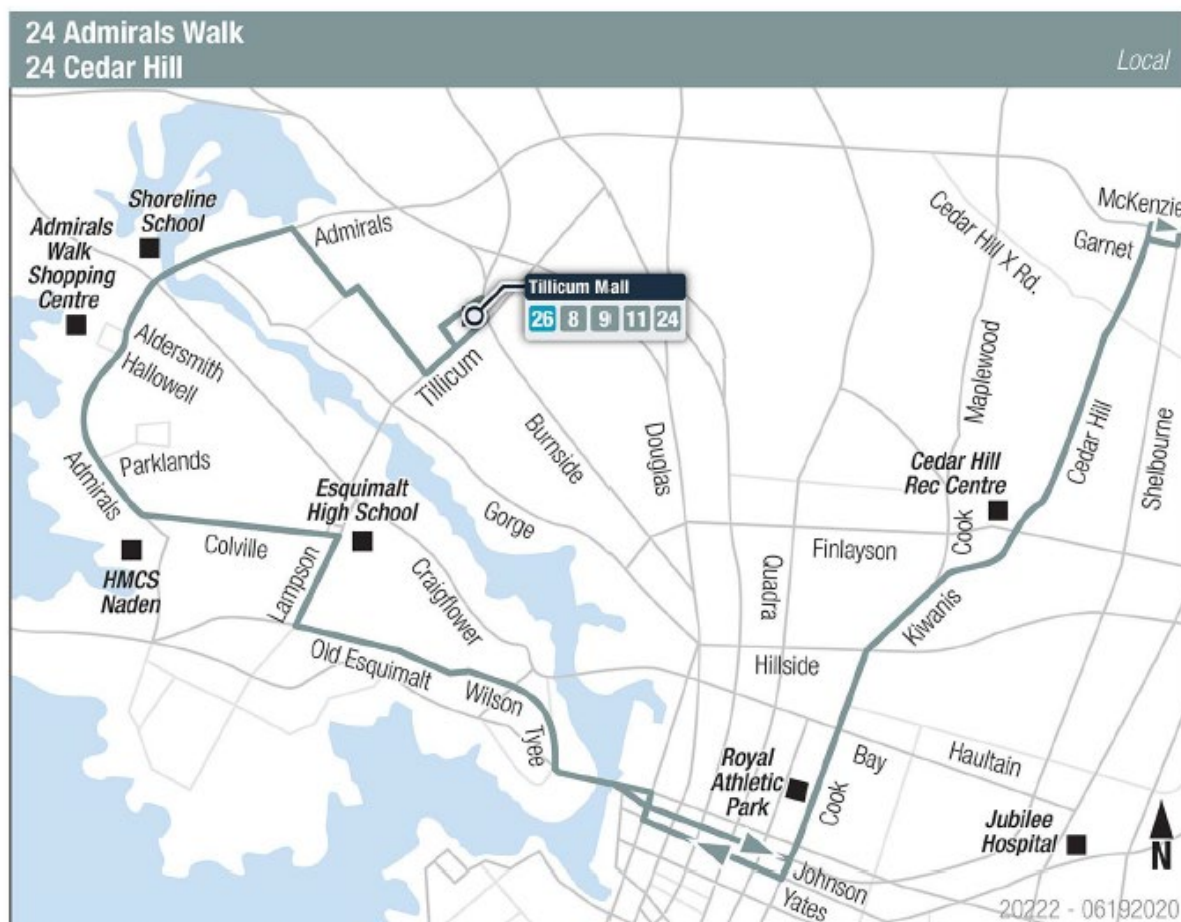 24 Admirals Walk
24 Cedar Hill
Local
Shoreline
School
Admirals
Walk
Shopping
Centre
Admirals
McKenzie
Garnet
Cedar Hill X Rd.
Tillicum Mall
26 8 9 11 24
Aldersmith
Hallowell
Tillicum
Maplewood
Burnside
Douglas
Cedar Hill
Shelbourne
Parklands
Admirals
Esquimalt
High School
Cedar Hill
Rec Centre
Gorge
Cook
Colville
Finlayson
HMCS
Naden
Lampson
Craigflower
Quadra
Kiwanis
Old Esquimalt
Hillside
Wilson
Tyee
Bay
Haultain
Royal
Athletic
Park
Cook
Jubilee
Hospital
N
Johnson
Yates
20222 - 06192020